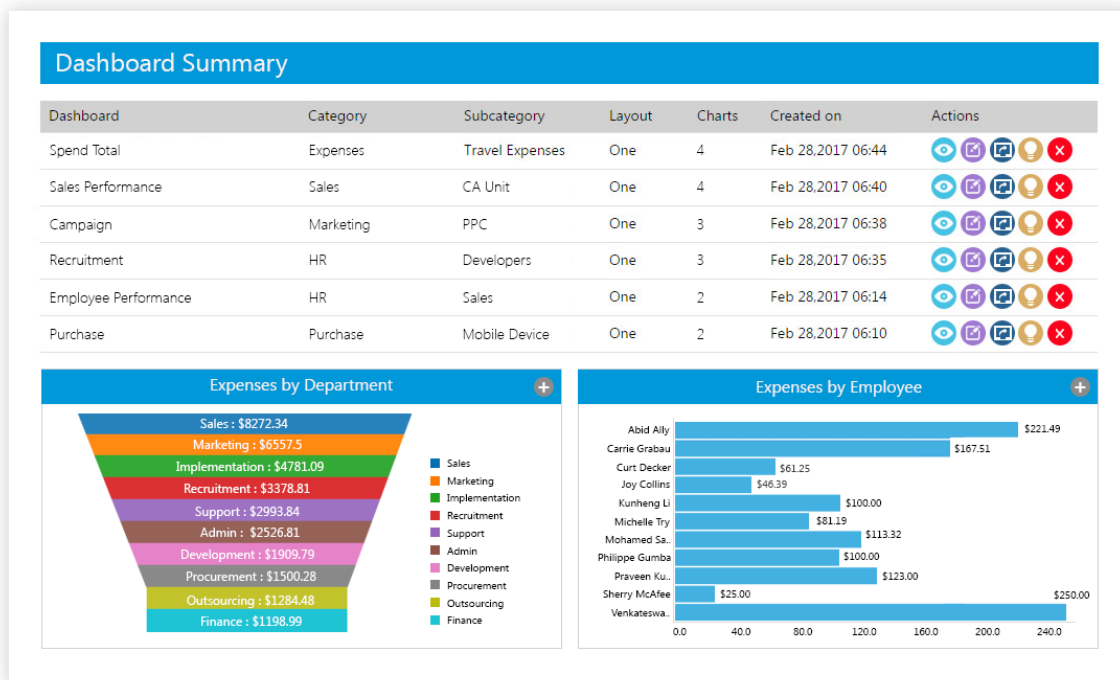 Dashboard Summary
Dashboard Category Subcategory Layout Charts Created on Actions
Spend Total Expenses Travel Expenses One 4 Feb 28,2017 06:44
Sales Performance Sales CA Unit One 4 Feb 28,2017 06:40
Campaign Marketing PPC One 3 Feb 28,2017 06:38
Recruitment HR Developers One 3 Feb 28,2017 06:35
Employee Performance HR Sales One 2 Feb 28,2017 06:14
Purchase Purchase Mobile Device One 2 Feb 28,2017 06:10
Expenses by Department
Sales : $8272.34
Marketing : $6557.5
Implementation : $4781.09
Recruitment : $3378.81
Support : $2993.84
Admin : $2526.81
Development : $1909.79
Procurement : $1500.28
Outsourcing : $1284.48
Finance : $1198.99
Sales
Marketing
Implementation
Recruitment
Support
Admin
Development
Procurement
Outsourcing
Finance
Expenses by Employee
Abid Ally $221.49
Carrie Grabau $167.51
Curt Decker $61.25
Joy Collins $46.39
Kunheng Li $100.00
Michelle Try $81.19
Mohamed Sa.. $113.32
Philippe Gumba $100.00
Praveen Ku.. $123.00
Sherry McAfee $25.00
Venkateswa.. $250.00
0.0 40.0 80.0 120.0 160.0 200.0 240.0